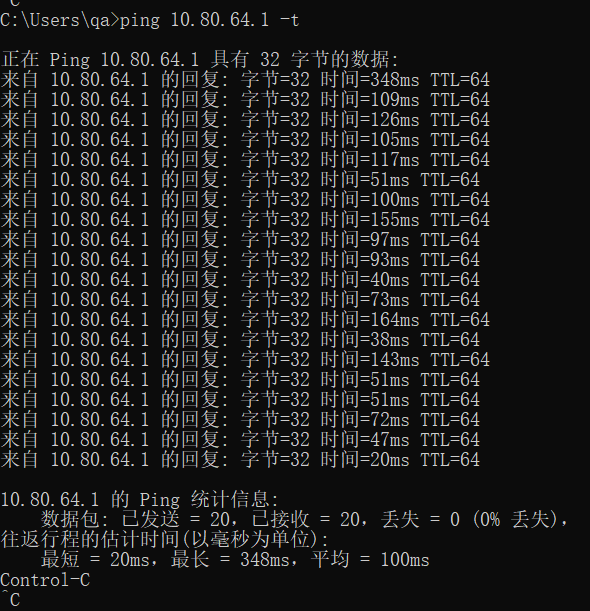 ^C
C:\Users\qa>ping 10.80.64.1 -t
正在 Ping 10.80.64.1 具有 32 字节的数据:
来自 10.80.64.1 的回复: 字节=32 时间=348ms TTL=64
来自 10.80.64.1 的回复: 字节=32 时间=109ms TTL=64
来自 10.80.64.1 的回复: 字节=32 时间=126ms TTL=64
来自 10.80.64.1 的回复: 字节=32 时间=105ms TTL=64
来自 10.80.64.1 的回复: 字节=32 时间=117ms TTL=64
来自 10.80.64.1 的回复: 字节=32 时间=51ms TTL=64
来自 10.80.64.1 的回复: 字节=32 时间=100ms TTL=64
来自 10.80.64.1 的回复: 字节=32 时间=155ms TTL=64
来自 10.80.64.1 的回复: 字节=32 时间=97ms TTL=64
来自 10.80.64.1 的回复: 字节=32 时间=93ms TTL=64
来自 10.80.64.1 的回复: 字节=32 时间=40ms TTL=64
来自 10.80.64.1 的回复: 字节=32 时间=73ms TTL=64
来自 10.80.64.1 的回复: 字节=32 时间=164ms TTL=64
来自 10.80.64.1 的回复: 字节=32 时间=38ms TTL=64
来自 10.80.64.1 的回复: 字节=32 时间=143ms TTL=64
来自 10.80.64.1 的回复: 字节=32 时间=51ms TTL=64
来自 10.80.64.1 的回复: 字节=32 时间=51ms TTL=64
来自 10.80.64.1 的回复: 字节=32 时间=72ms TTL=64
来自 10.80.64.1 的回复: 字节=32 时间=47ms TTL=64
来自 10.80.64.1 的回复: 字节=32 时间=20ms TTL=64
10.80.64.1 的 Ping 统计信息:
数据包: 已发送 = 20，已接收 = 20，丢失 = 0 (0% 丢失)，
往返行程的估计时间(以毫秒为单位):
最短 = 20ms，最长 = 348ms，平均 = 100ms
Control-C
^C